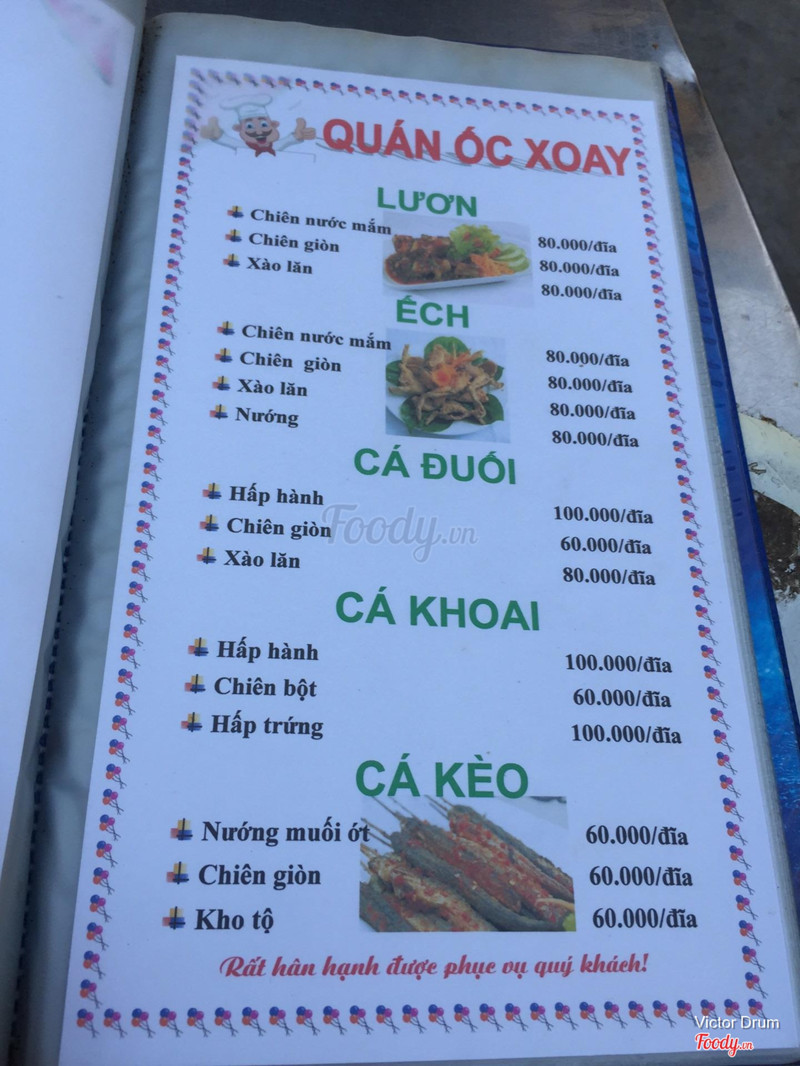 QUÁN ỐC XOAY
LƯƠN
Chiên nước mắm 80.000/đĩa
Chiên giòn 80.000/đĩa
Xào lăn 80.000/đĩa
ẾCH
Chiên nước mắm 80.000/đĩa
Chiên giòn 80.000/đĩa
Xào lăn 80.000/đĩa
Nướng 80.000/đĩa
CÁ ĐUỐI
Hấp hành 100.000/đĩa
Chiên giòn 60.000/đĩa
Xào lăn 80.000/đĩa
Foody.vn
CÁ KHOAI
Hấp hành 100.000/đĩa
Chiên bột 60.000/đĩa
Hấp trứng 100.000/đĩa
CÁ KÈO
Nướng muối ớt 60.000/đĩa
Chiên giòn 60.000/đĩa
Kho tộ 60.000/đĩa
Rất hân hạnh được phục vụ quý khách!
Victor Drum
Foody.vn